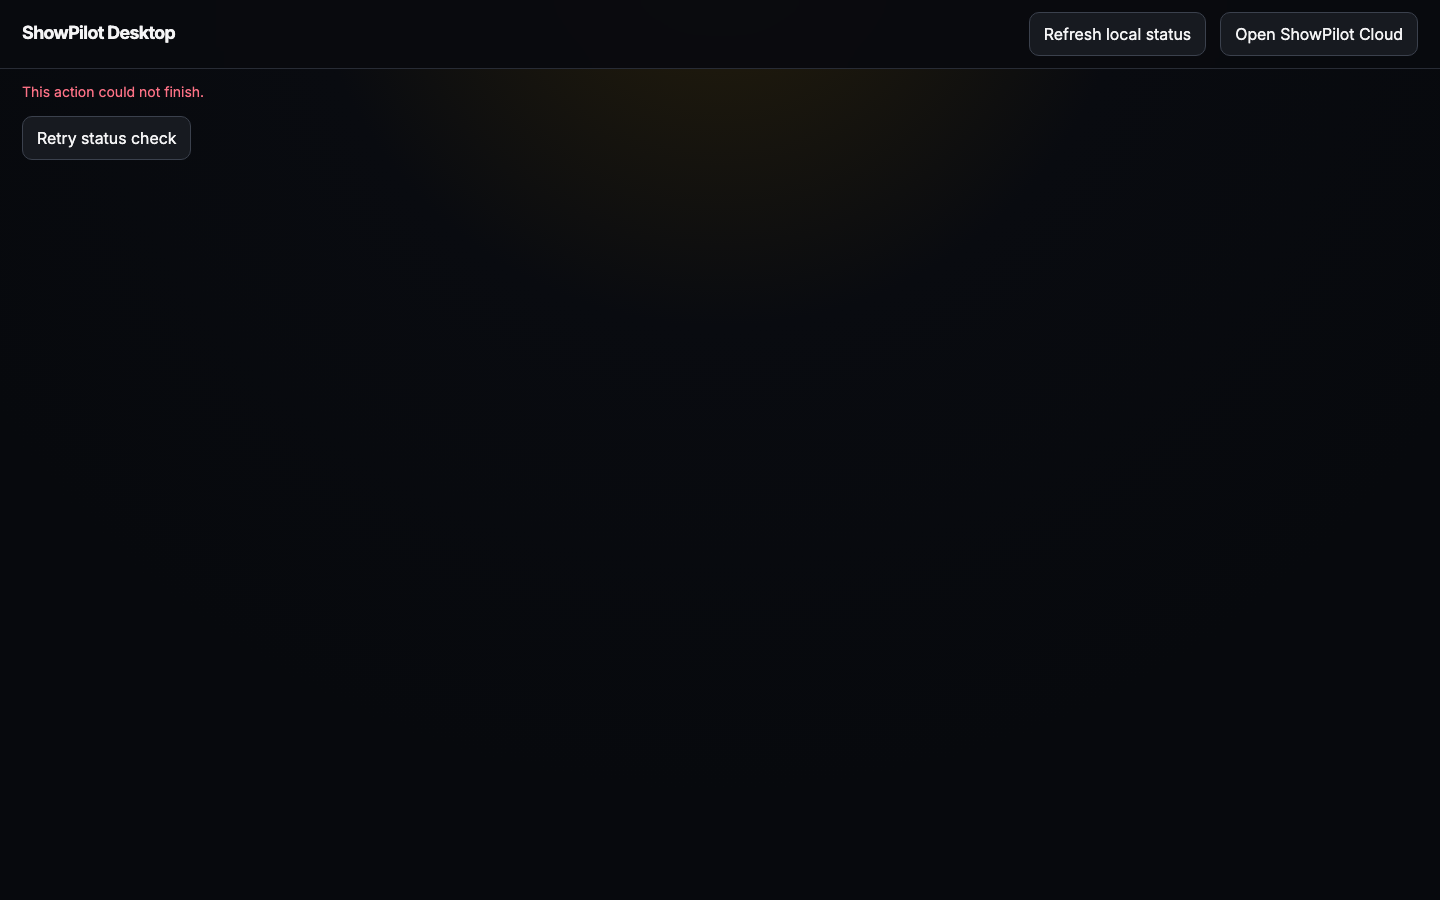 ShowPilot Desktop
Refresh local status
Open ShowPilot Cloud
This action could not finish.
Retry status check